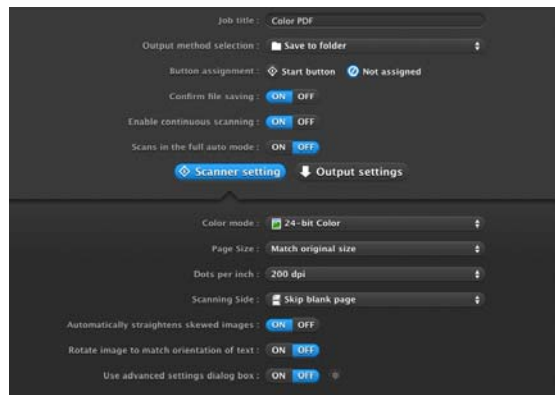 Job title : Color PDF
Output method selection : Save to folder
Button assignment : Start button Not assigned
Confirm file saving : ON OFF
Enable continuous scanning : ON OFF
Scans in the full auto mode : ON OFF
Scanner setting Output settings
Color mode : 24-bit Color
Page Size : Match original size
Dots per inch : 200 dpi
Scanning Side : Skip blank page
Automatically straightens skewed images : ON OFF
Rotate image to match orientation of text : ON OFF
Use advanced settings dialog box : ON OFF